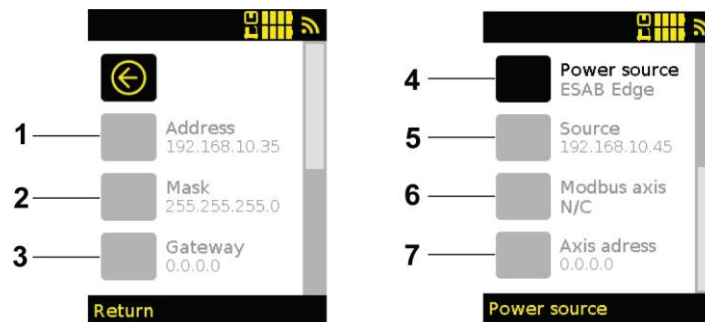 1
Address
192.168.10.35
2
Mask
255.255.255.0
3
Gateway
0.0.0.0
Return
4
Power source
ESAB Edge
5
Source
192.168.10.45
6
Modbus axis
N/C
7
Axis adress
0.0.0.0
Power source